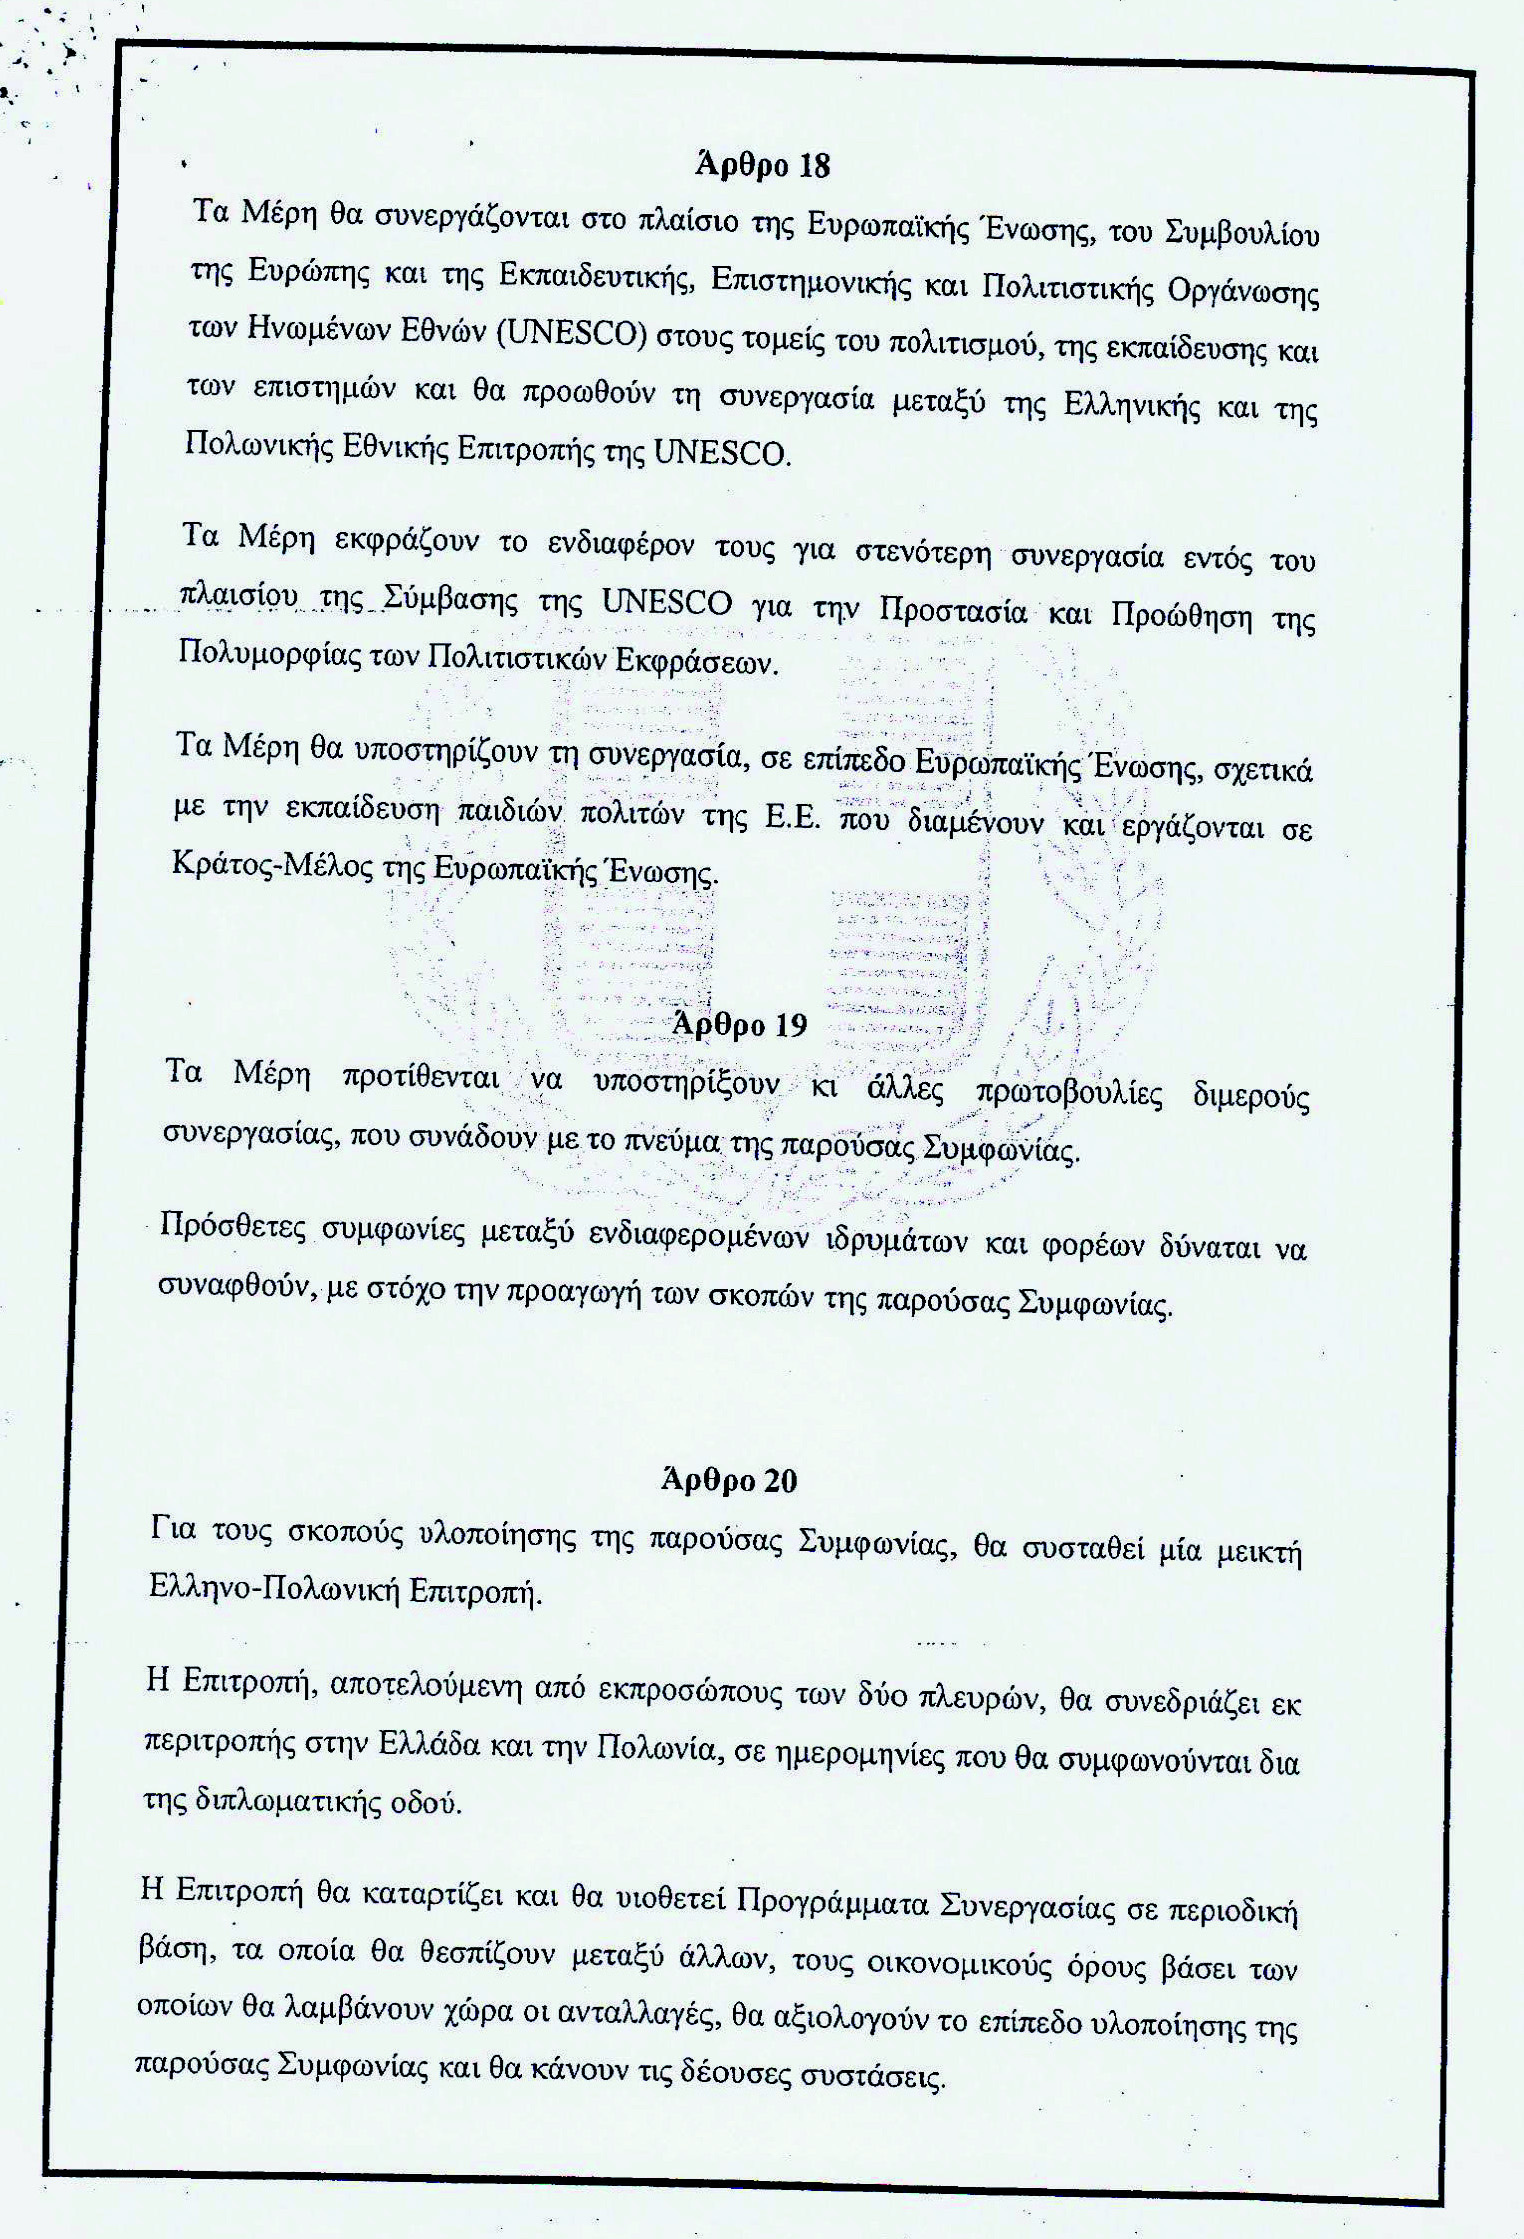 Άρθρο 18
Τα Μέρη θα συνεργάζονται στο πλαίσιο της Ευρωπαϊκής Ένωσης, του Συμβουλίου
της Ευρώπης και της Εκπαιδευτικής, Επιστημονικής και Πολιτιστικής Οργάνωσης
των Ηνωμένων Εθνών (UNESCO) στους τομείς του πολιτισμού, της εκπαίδευσης και
των επιστημών και θα προωθούν τη συνεργασία μεταξύ της Ελληνικής και της
Πολωνικής Εθνικής Επιτροπής της UNESCO.
Τα Μέρη εκφράζουν το ενδιαφέρον τους για στενότερη συνεργασία εντός του
πλαισίου της Σύμβασης της UNESCO για την Προστασία και Προώθηση της
Πολυμορφίας των Πολιτιστικών Εκφράσεων.
Τα Μέρη θα υποστηρίζουν τη συνεργασία, σε επίπεδο Ευρωπαϊκής Ένωσης, σχετικά
με την εκπαίδευση παιδιών πολιτών της Ε.Ε. που διαμένουν και εργάζονται σε
Κράτος-Μέλος της Ευρωπαϊκής Ένωσης.
Άρθρο 19
Τα Μέρη προτίθενται να υποστηρίξουν κι άλλες πρωτοβουλίες διμερούς
συνεργασίας, που συνάδουν με το πνεύμα της παρούσας Συμφωνίας.
Πρόσθετες συμφωνίες μεταξύ ενδιαφερομένων ιδρυμάτων και φορέων δύναται να
συναφθούν, με στόχο την προαγωγή των σκοπών της παρούσας Συμφωνίας.
Άρθρο 20
Για τους σκοπούς υλοποίησης της παρούσας Συμφωνίας, θα συσταθεί μία μεικτή
Ελληνο-Πολωνική Επιτροπή.
Η Επιτροπή, αποτελούμενη από εκπροσώπους των δύο πλευρών, θα συνεδριάζει εκ
περιτροπής στην Ελλάδα και την Πολωνία, σε ημερομηνίες που θα συμφωνούνται δια
της διπλωματικής οδού.
Η Επιτροπή θα καταρτίζει και θα υιοθετεί Προγράμματα Συνεργασίας σε περιοδική
βάση, τα οποία θα θεσπίζουν μεταξύ άλλων, τους οικονομικούς όρους βάσει των
οποίων θα λαμβάνουν χώρα οι ανταλλαγές, θα αξιολογούν το επίπεδο υλοποίησης της
παρούσας Συμφωνίας και θα κάνουν τις δέουσες συστάσεις.